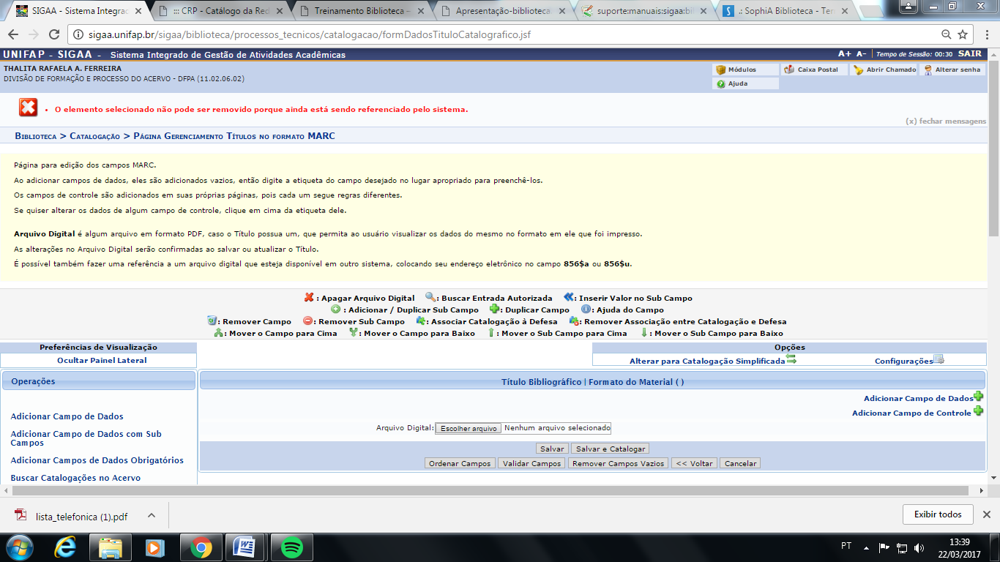 SIGAA - Sistema Integrac
::: CRP - Catálogo da Red
Treinamento Biblioteca –
Apresentação-biblioteca.
suporte:manuais:sigaa:bil
.: SophiA Biblioteca - Ter
sigaa.unifap.br/sigaa/biblioteca/processos_tecnicos/catalogacao/formDadosTituloCatalografico.jsf
UNIFAP - SIGAA - Sistema Integrado de Gestão de Atividades Acadêmicas
A+ A- Tempo de Sessão: 00:30 SAIR
THALITA RAFAELA A. FERREIRA
DIVISÃO DE FORMAÇÃO E PROCESSO DO ACERVO - DFPA (11.02.06.02)
Módulos Caixa Postal Abrir Chamado Alterar senha
Ajuda
• O elemento selecionado não pode ser removido porque ainda está sendo referenciado pelo sistema.
(x) fechar mensagens
Biblioteca > Catalogação > Página Gerenciamento Títulos no formato MARC
Página para edição dos campos MARC.
Ao adicionar campos de dados, eles são adicionados vazios, então digite a etiqueta do campo desejado no lugar apropriado para preenchê-los.
Os campos de controle são adicionados em suas próprias páginas, pois cada um segue regras diferentes.
Se quiser alterar os dados de algum campo de controle, clique em cima da etiqueta dele.
Arquivo Digital é algum arquivo em formato PDF, caso o Título possua um, que permita ao usuário visualizar os dados do mesmo no formato em ele que foi impresso.
As alterações no Arquivo Digital serão confirmadas ao salvar ou atualizar o Título.
É possível também fazer uma referência a um arquivo digital que esteja disponível em outro sistema, colocando seu endereço eletrônico no campo 856$a ou 856$u.
: Apagar Arquivo Digital : Buscar Entrada Autorizada : Inserir Valor no Sub Campo
: Adicionar / Duplicar Sub Campo : Duplicar Campo : Ajuda do Campo
: Remover Campo : Remover Sub Campo : Associar Catalogação à Defesa : Remover Associação entre Catalogação e Defesa
: Mover o Campo para Cima : Mover o Campo para Baixo : Mover o Sub Campo para Cima : Mover o Sub Campo para Baixo
Preferências de Visualização
Ocultar Painel Lateral
Opções
Alterar para Catalogação Simplificada Configurações
Operações
Adicionar Campo de Dados
Adicionar Campo de Dados com Sub
Campos
Adicionar Campos de Dados Obrigatórios
Buscar Catalogações no Acervo
Título Bibliográfico | Formato do Material ( )
Adicionar Campo de Dados
Adicionar Campo de Controle
Arquivo Digital: Escolher arquivo Nenhum arquivo selecionado
Salvar Salvar e Catalogar
Ordenar Campos Validar Campos Remover Campos Vazios << Voltar Cancelar
lista_telefonica (1).pdf
Exibir todos
PT
13:39
22/03/2017